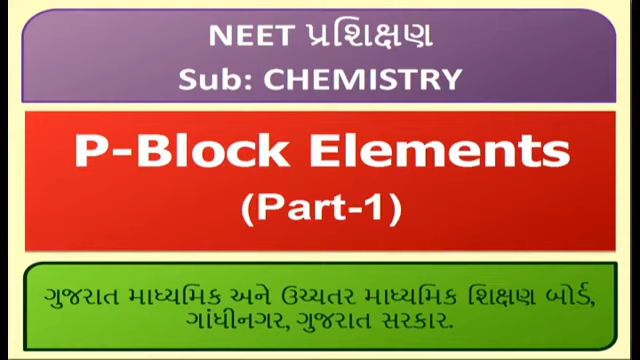 NEET પ્રશિક્ષણ
Sub: CHEMISTRY
P-Block Elements
(Part-1)
ગુજરાત માધ્યમિક અને ઉચ્ચતર માધ્યમિક શિક્ષણ બોર્ડ,
ગાંધીનગર, ગુજરાત સરકાર.